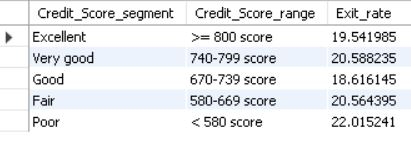 Credit_Score_segment Credit_Score_range Exit_rate
Excellent >= 800 score 19.541985
Very good 740-799 score 20.588235
Good 670-739 score 18.616145
Fair 580-669 score 20.564395
Poor < 580 score 22.015241